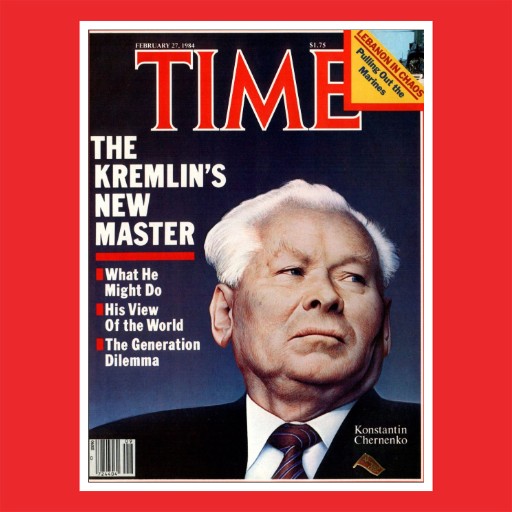 FEBRUARY 27, 1984
$1.75
TIME
LEBANON IN CHAOS
Pulling Out the
Marines
THE
KREMLIN'S
NEW
MASTER
What He
Might Do
His View
Of the World
The Generation
Dilemma
Konstantin
Chernenko